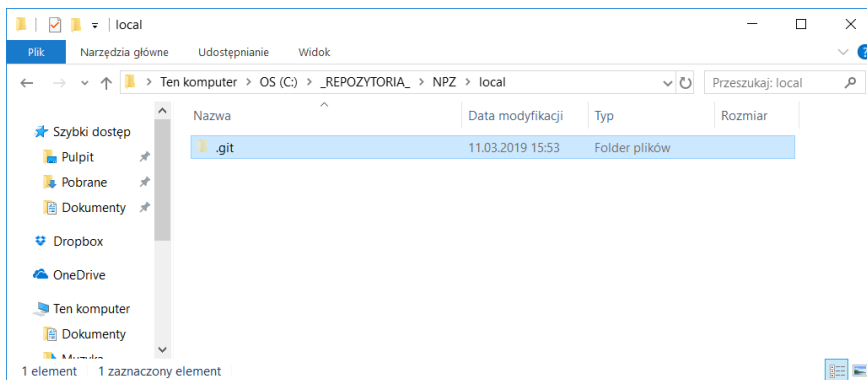 local
Plik Narzędzia główne Udostępnianie Widok
Ten komputer > OS (C:) > _REPOZYTORIA_ > NPZ > local
Przeszukaj: local
Nazwa Data modyfikacji Typ Rozmiar
.git 11.03.2019 15:53 Folder plików
Szybki dostęp
Pulpit
Pobrane
Dokumenty
Dropbox
OneDrive
Ten komputer
Dokumenty
Muzyka
1 element 1 zaznaczony element